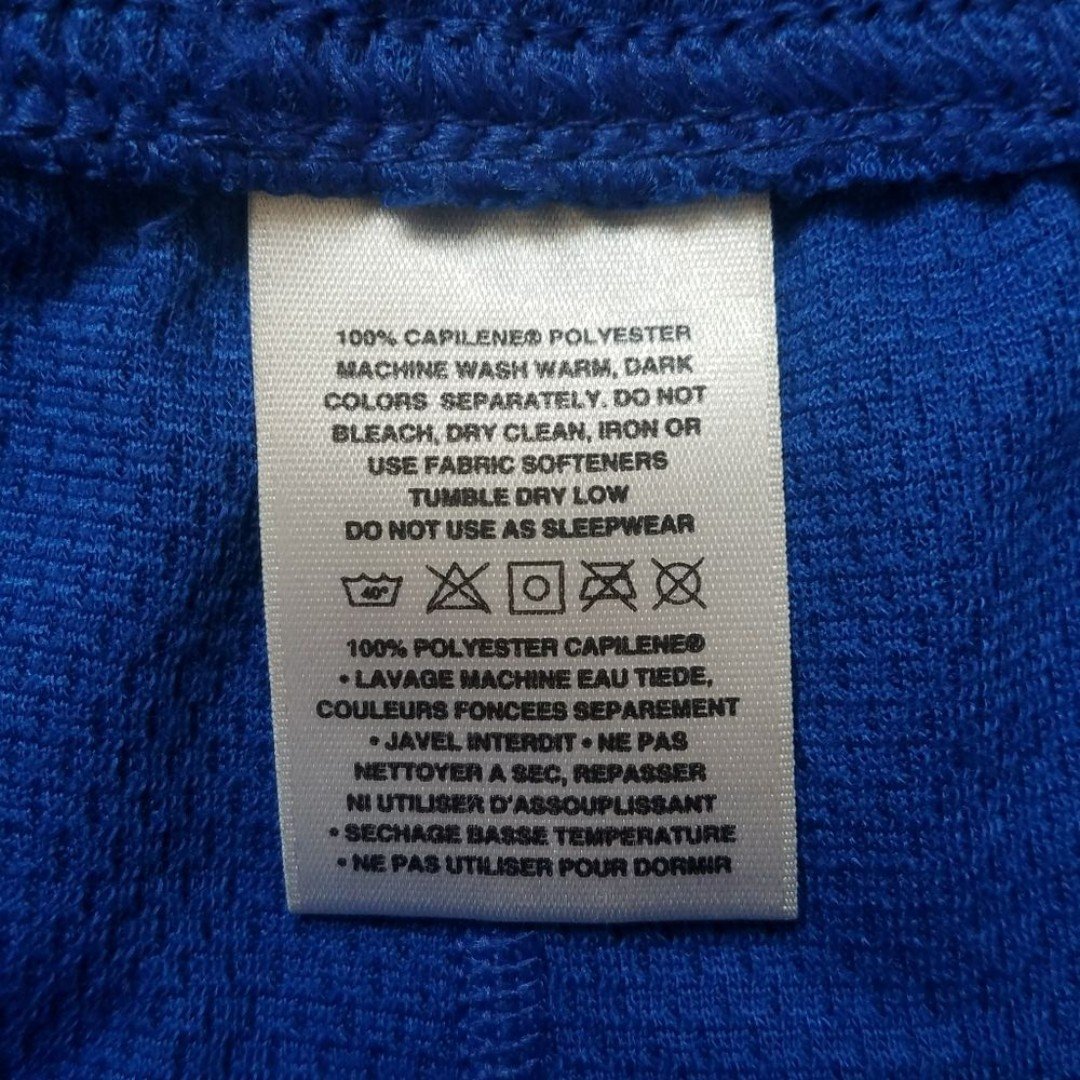 100% CAPILENE® POLYESTER
MACHINE WASH WARM, DARK
COLORS SEPARATELY. DO NOT
BLEACH, DRY CLEAN, IRON OR
USE FABRIC SOFTENERS
TUMBLE DRY LOW
DO NOT USE AS SLEEPWEAR
40°
100% POLYESTER CAPILENE®
• LAVAGE MACHINE EAU TIEDE,
COULEURS FONCEES SEPAREMENT
• JAVEL INTERDIT • NE PAS
NETTOYER A SEC, REPASSER
NI UTILISER D'ASSOUPLISSANT
• SECHAGE BASSE TEMPERATURE
• NE PAS UTILISER POUR DORMIR